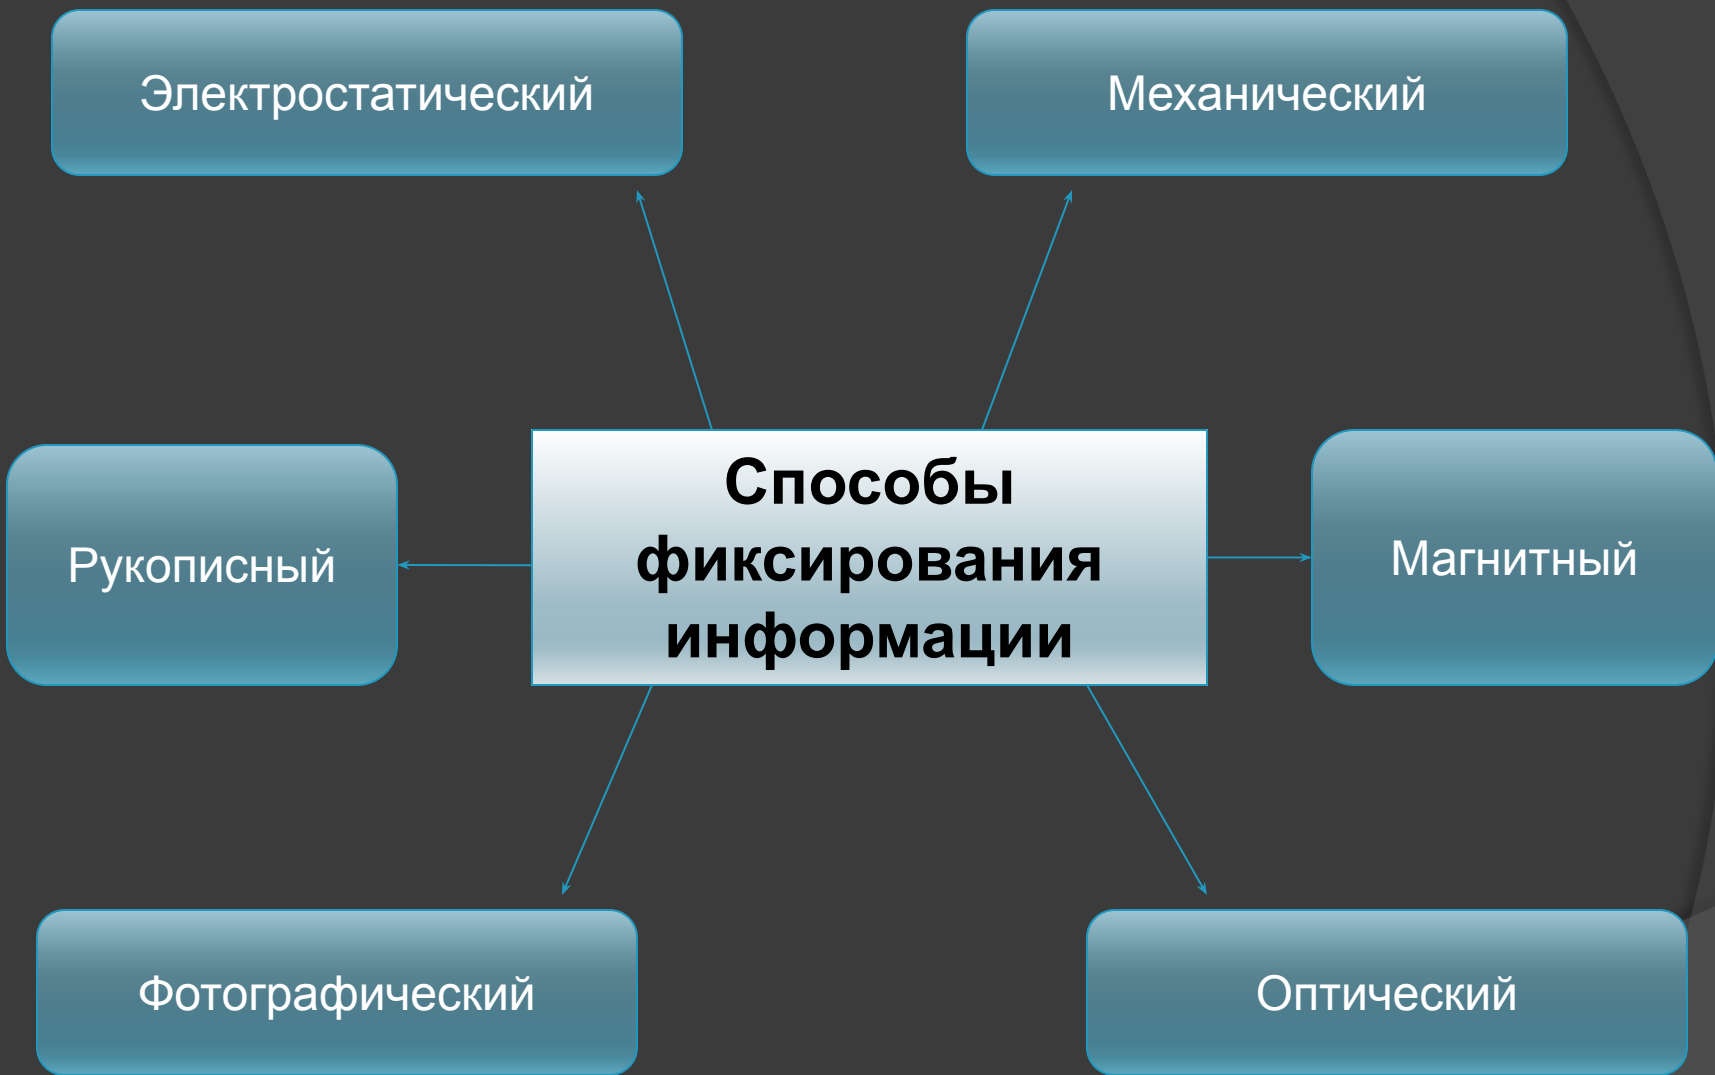 Электростатический
Механический
Рукописный
Способы
фиксирования
информации
Магнитный
Фотографический
Оптический